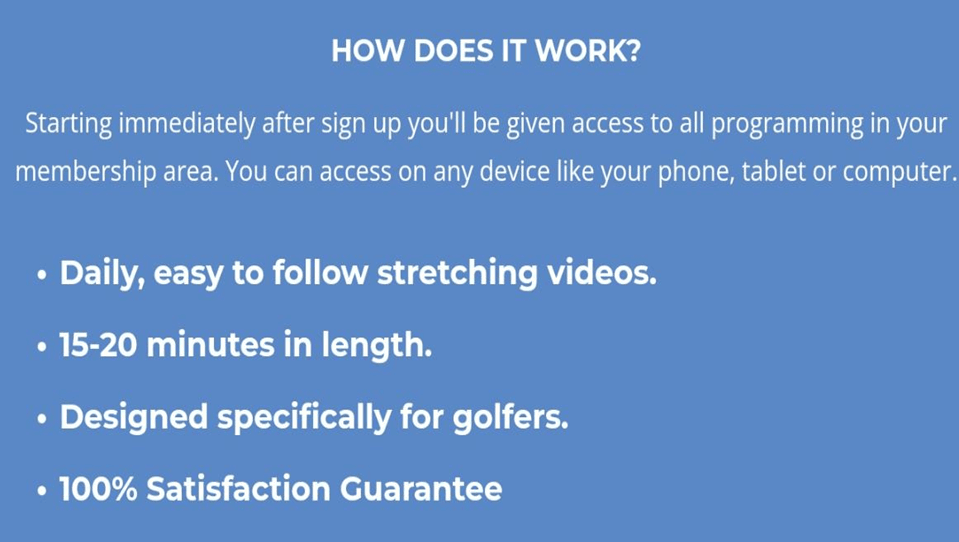 HOW DOES IT WORK?
Starting immediately after sign up you'll be given access to all programming in your
membership area. You can access on any device like your phone, tablet or computer.
• Daily, easy to follow stretching videos.
• 15-20 minutes in length.
• Designed specifically for golfers.
• 100% Satisfaction Guarantee